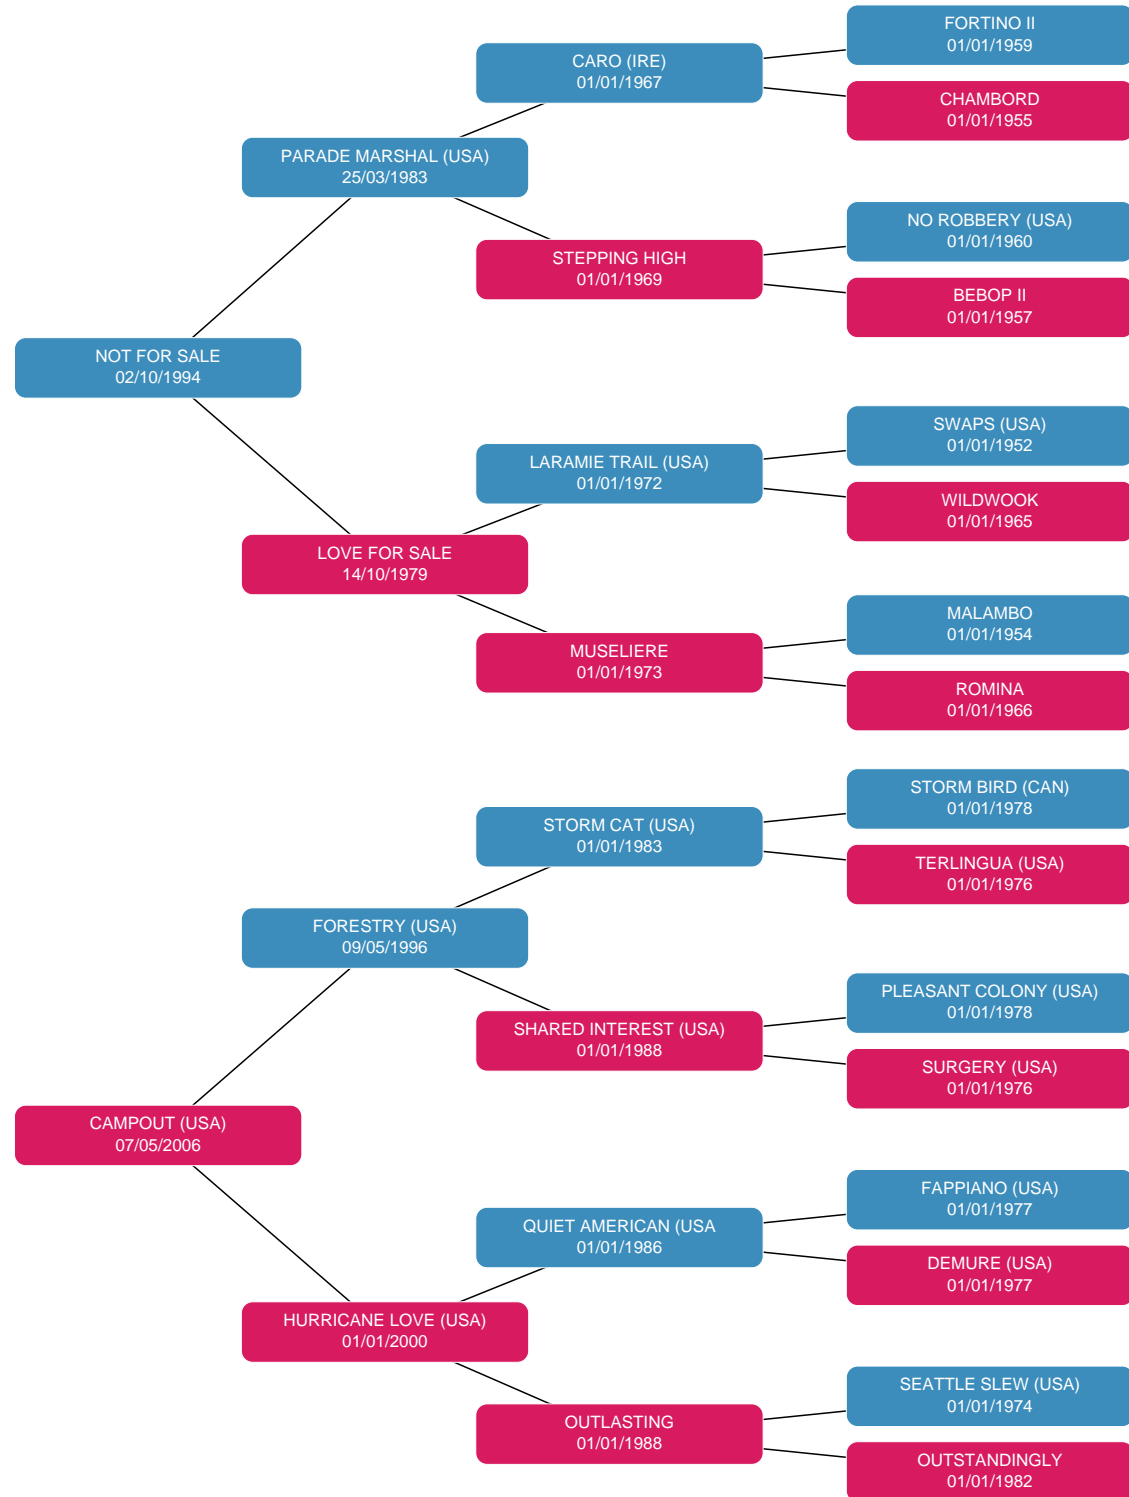 FORTINO II
01/01/1959
CARO (IRE)
01/01/1967
CHAMBORD
01/01/1955
PARADE MARSHAL (USA)
25/03/1983
NO ROBBERY (USA)
01/01/1960
STEPPING HIGH
01/01/1969
BEBOP II
01/01/1957
NOT FOR SALE
02/10/1994
SWAPS (USA)
01/01/1952
LARAMIE TRAIL (USA)
01/01/1972
WILDWOOK
01/01/1965
LOVE FOR SALE
14/10/1979
MALAMBO
01/01/1954
MUSELIERE
01/01/1973
ROMINA
01/01/1966
STORM BIRD (CAN)
01/01/1978
STORM CAT (USA)
01/01/1983
TERLINGUA (USA)
01/01/1976
FORESTRY (USA)
09/05/1996
PLEASANT COLONY (USA)
01/01/1978
SHARED INTEREST (USA)
01/01/1988
SURGERY (USA)
01/01/1976
CAMPOUT (USA)
07/05/2006
FAPPIANO (USA)
01/01/1977
QUIET AMERICAN (USA
01/01/1986
DEMURE (USA)
01/01/1977
HURRICANE LOVE (USA)
01/01/2000
SEATTLE SLEW (USA)
01/01/1974
OUTLASTING
01/01/1988
OUTSTANDINGLY
01/01/1982